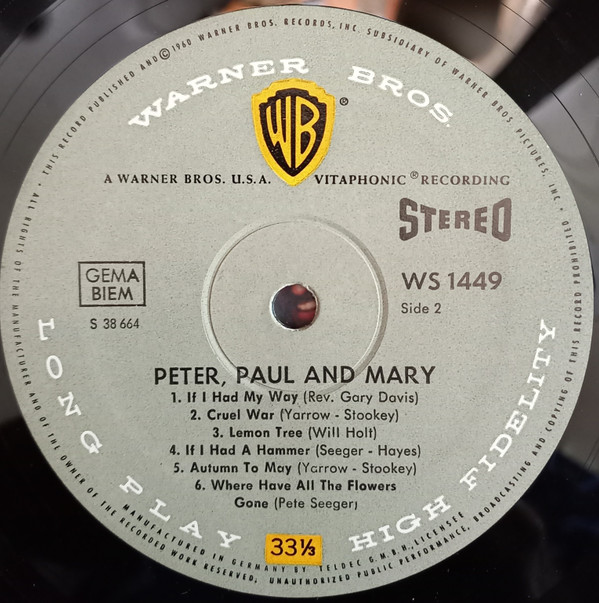 • THIS RECORD PUBLISHED AND © 1960 WARNER BROS. RECORDS, INC. SUBSIDIARY OF WARNER BROS. PICTURES, INC. •
WARNER BROS.
WB ®
A WARNER BROS. U.S.A. VITAPHONIC ® RECORDING
STEREO
GEMA
BIEM
S 38 664
WS 1449
Side 2
PETER, PAUL AND MARY
1. If I Had My Way (Rev. Gary Davis)
2. Cruel War (Yarrow - Stookey)
3. Lemon Tree (Will Holt)
4. If I Had A Hammer (Seeger - Hayes)
5. Autumn To May (Yarrow - Stookey)
6. Where Have All The Flowers
Gone (Pete Seeger)
LONG PLAY
33⅓
HIGH FIDELITY
MANUFACTURED IN GERMANY BY TELDEC G.M.B.H., LICENSEE
ALL RIGHTS OF THE MANUFACTURER AND OF THE OWNER OF THE RECORDED WORK RESERVED, UNAUTHORIZED PUBLIC PERFORMANCE, BROADCASTING AND COPYING OF THIS RECORD PROHIBITED